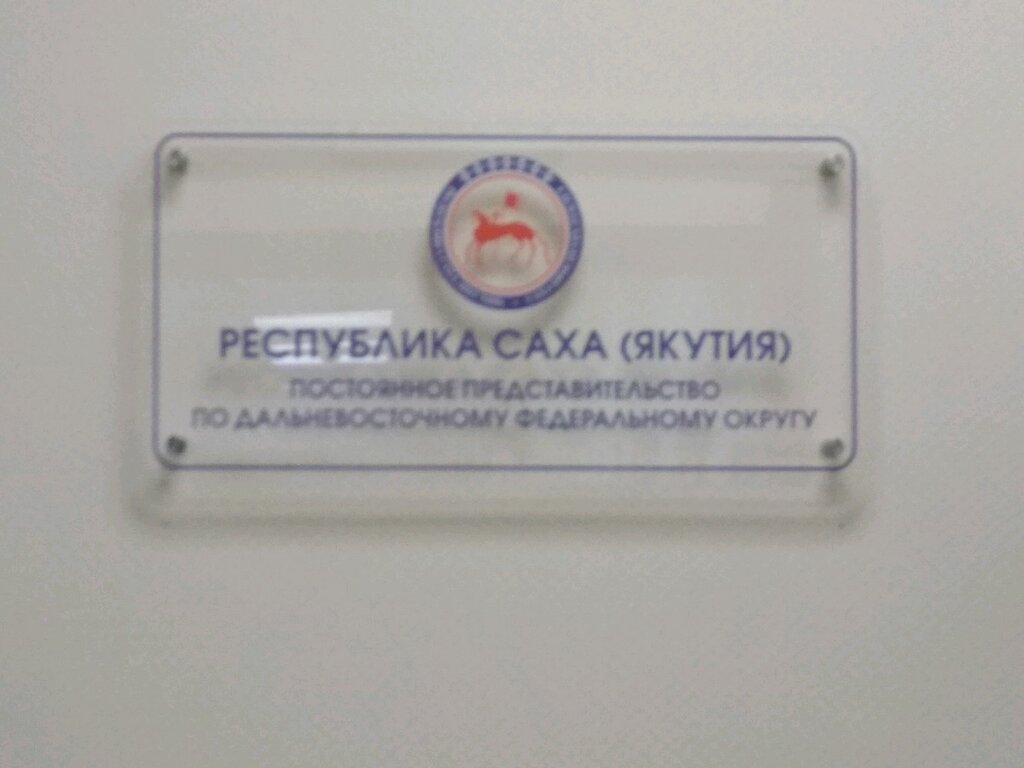 РЕСПУБЛИКА САХА (ЯКУТИЯ)
ПОСТОЯННОЕ ПРЕДСТАВИТЕЛЬСТВО
ПО ДАЛЬНЕВОСТОЧНОМУ ФЕДЕРАЛЬНОМУ ОКРУГУ